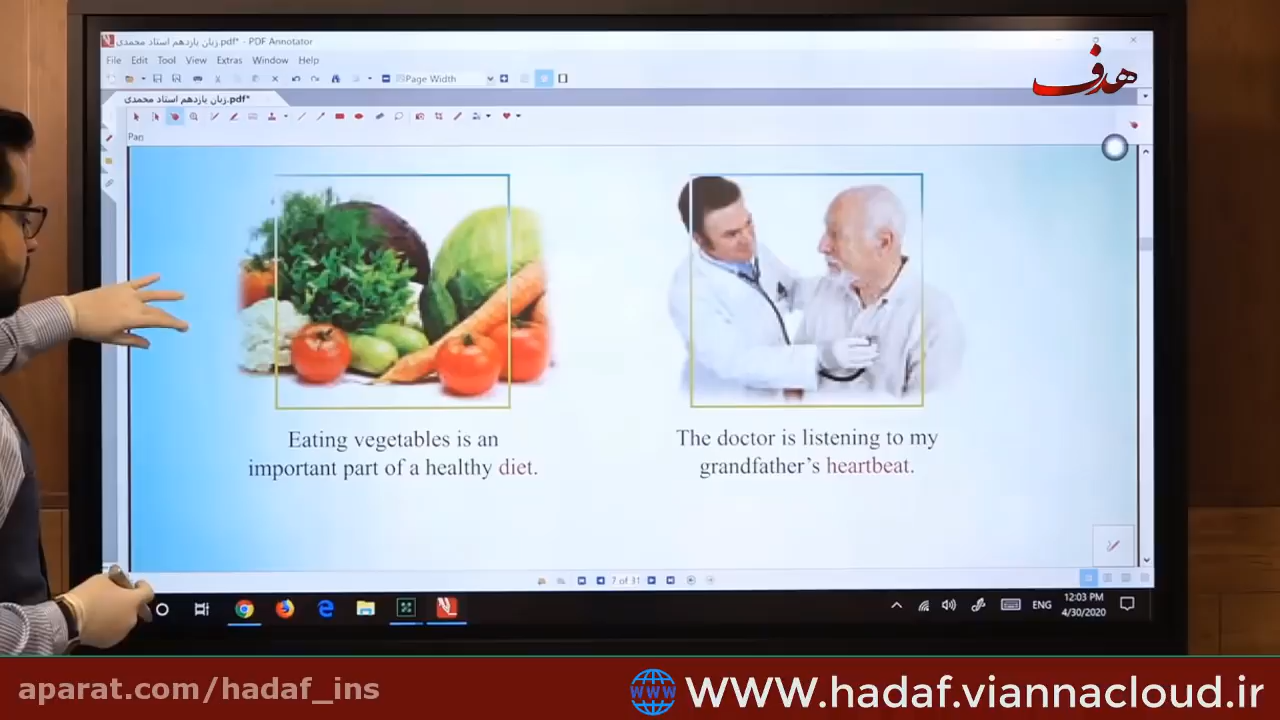 زبان یازدهم استاد محمدی.pdf* - PDF Annotator
File Edit Tool View Extras Window Help
Page Width
زبان یازدهم استاد محمدی.pdf*
Pan
هدف
Eating vegetables is an
important part of a healthy diet.
The doctor is listening to my
grandfather's heartbeat.
7 of 31
ENG
12:03 PM
4/30/2020
aparat.com/hadaf_ins
WWW
WWW.hadaf.viannacloud.ir